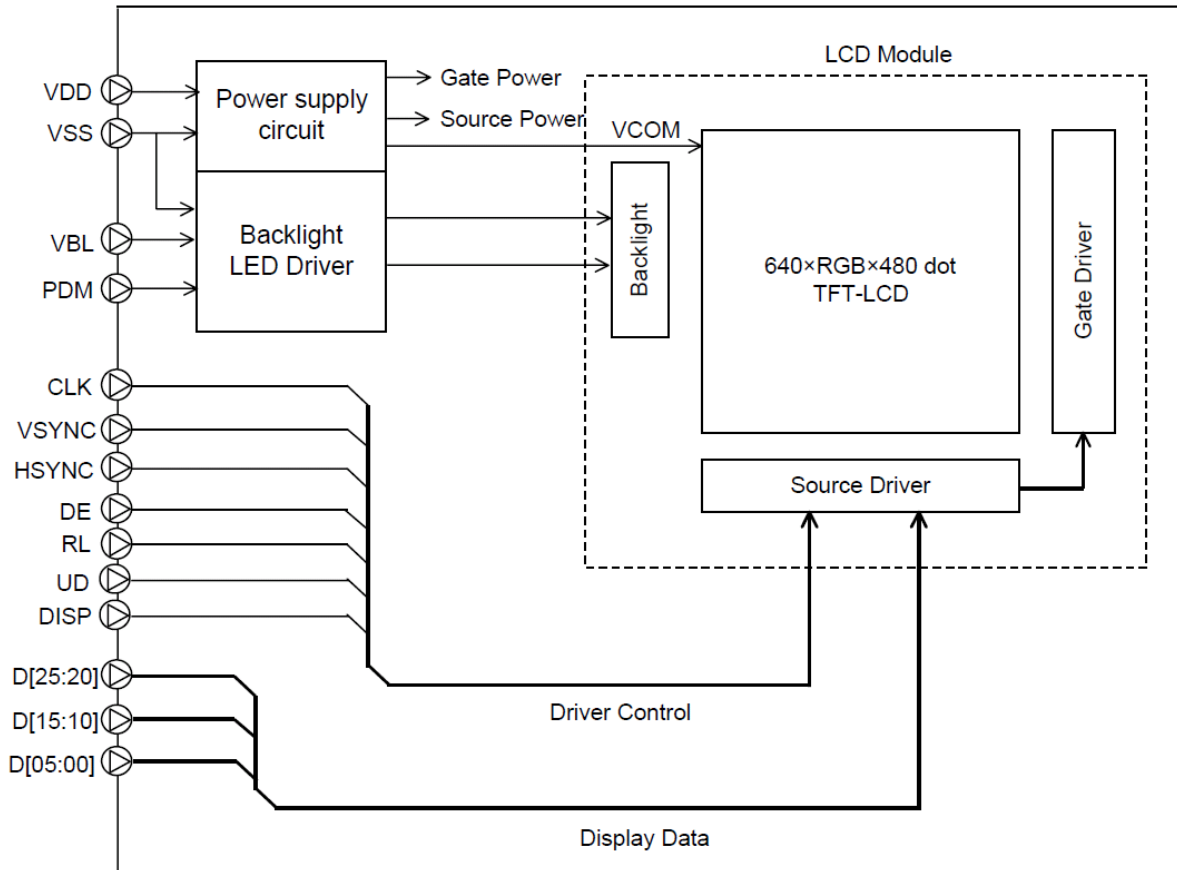 LCD Module
VDD
VSS
VBL
PDM
Power supply
circuit
Gate Power
Source Power
VCOM
Backlight
LED Driver
Backlight
640×RGB×480 dot
TFT-LCD
Gate Driver
Source Driver
CLK
VSYNC
HSYNC
DE
RL
UD
DISP
D[25:20]
D[15:10]
D[05:00]
Driver Control
Display Data